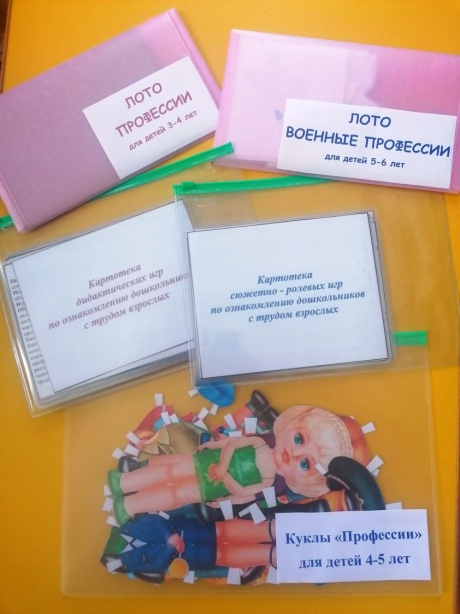 ЛОТО
ПРОФЕССИИ
для детей 3-4 лет
ЛОТО
ВОЕННЫЕ ПРОФЕССИИ
для детей 5-6 лет
Картотека
дидактических игр
по ознакомлению дошкольников
с трудом взрослых
Картотека
сюжетно - ролевых игр
по ознакомлению дошкольников
с трудом взрослых
Куклы «Профессии»
для детей 4-5 лет